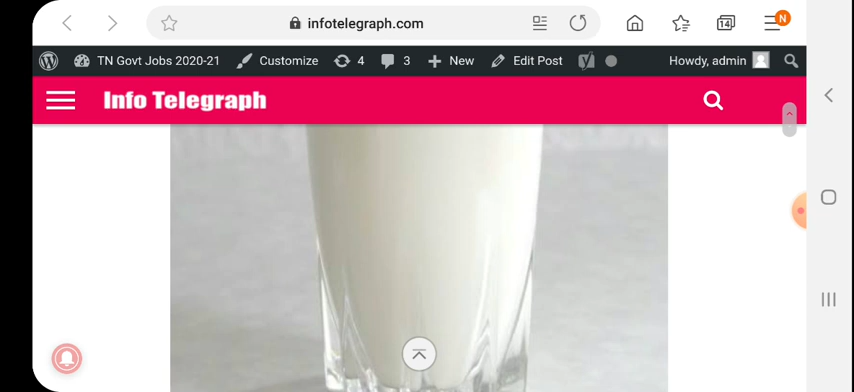 infotelegraph.com
14
N
TN Govt Jobs 2020-21 Customize 4 3 New Edit Post Howdy, admin
Info Telegraph